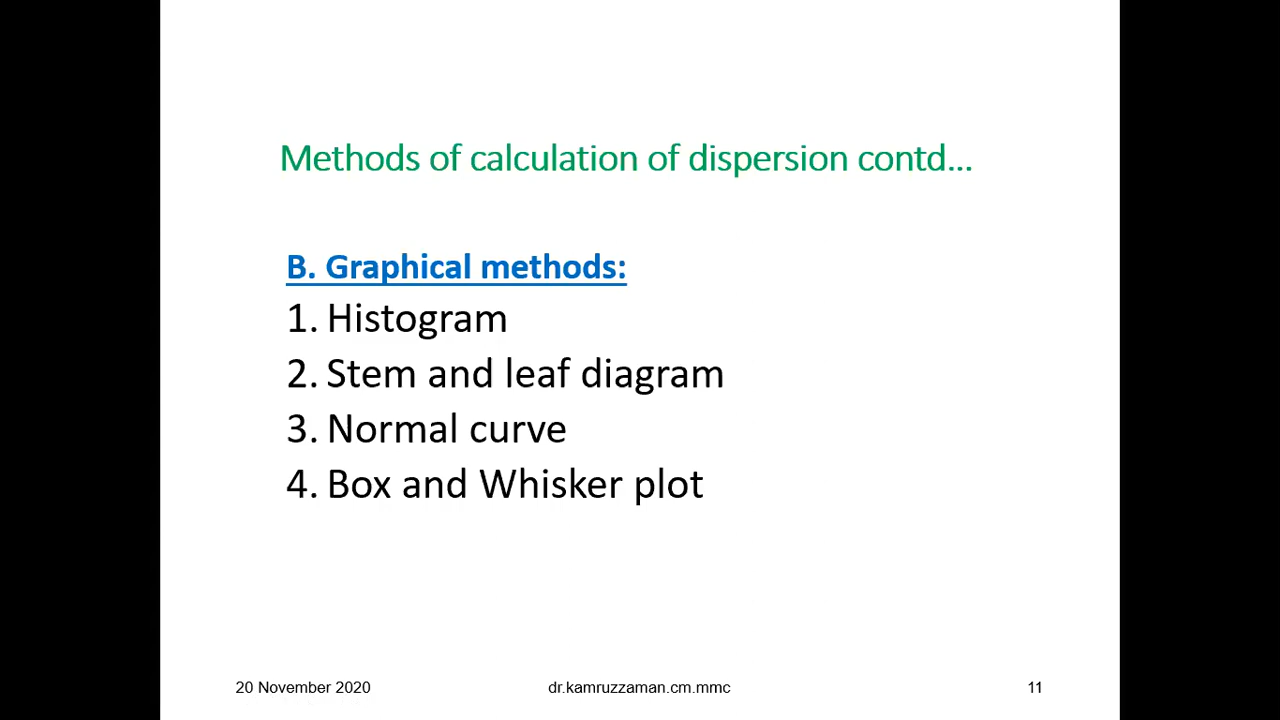 Methods of calculation of dispersion contd...
B. Graphical methods:
1. Histogram
2. Stem and leaf diagram
3. Normal curve
4. Box and Whisker plot
20 November 2020
dr.kamruzzaman.cm.mmc
11